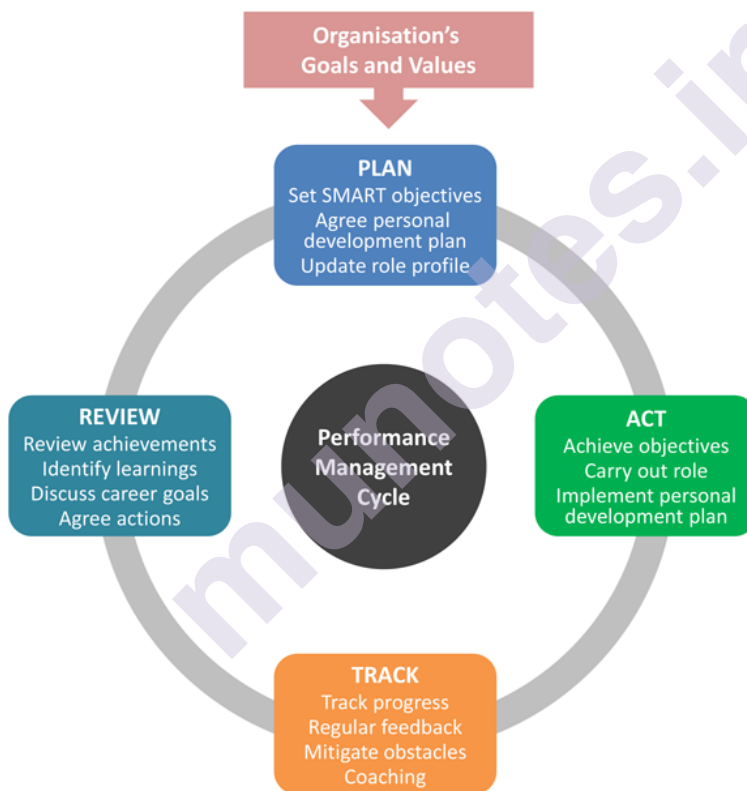 Organisation's
Goals and Values
PLAN
Set SMART objectives
Agree personal
development plan
Update role profile
REVIEW
Review achievements
Identify learnings
Discuss career goals
Agree actions
Performance
Management
Cycle
ACT
Achieve objectives
Carry out role
Implement personal
development plan
TRACK
Track progress
Regular feedback
Mitigate obstacles
Coaching
munotes.in